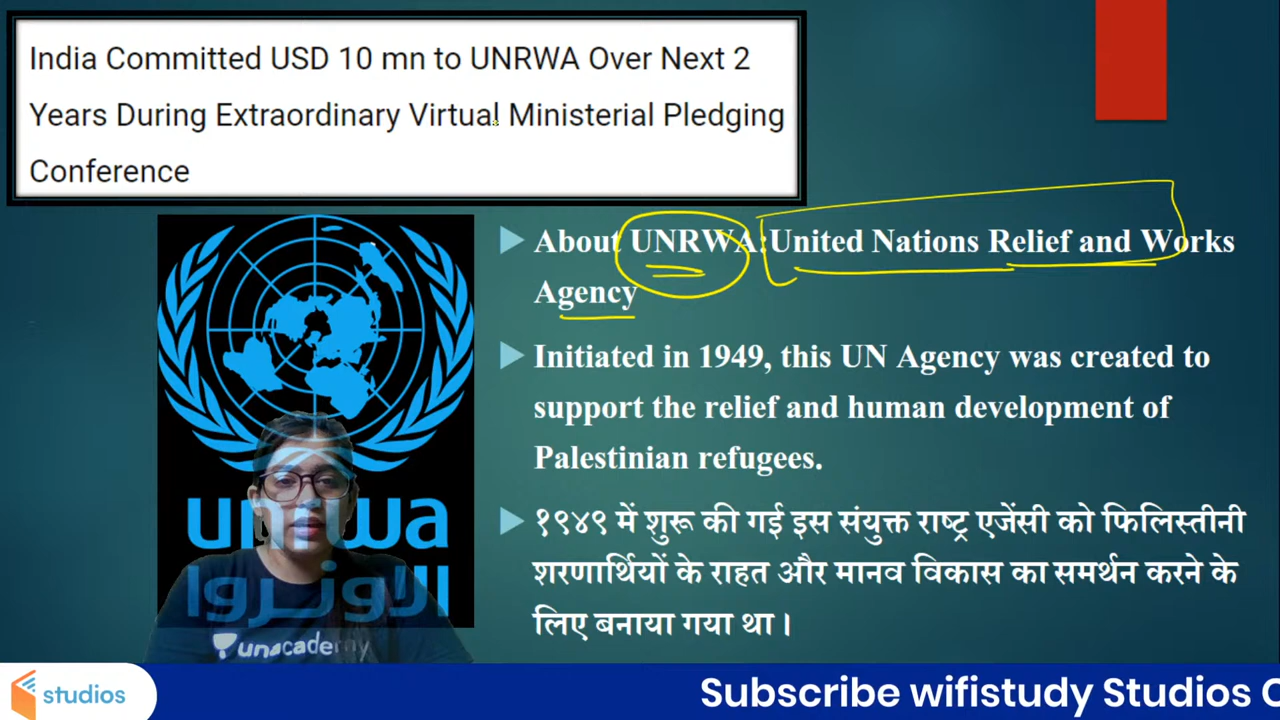 India Committed USD 10 mn to UNRWA Over Next 2
Years During Extraordinary Virtual Ministerial Pledging
Conference
About UNRWA:United Nations Relief and Works
Agency
Initiated in 1949, this UN Agency was created to
support the relief and human development of
Palestinian refugees.
१९४९ में शुरू की गई इस संयुक्त राष्ट्र एजेंसी को फिलिस्तीनी
शरणार्थियों के राहत और मानव विकास का समर्थन करने के
लिए बनाया गया था।
unrwa
الاونروا
unacademy
studios
Subscribe wifistudy Studios